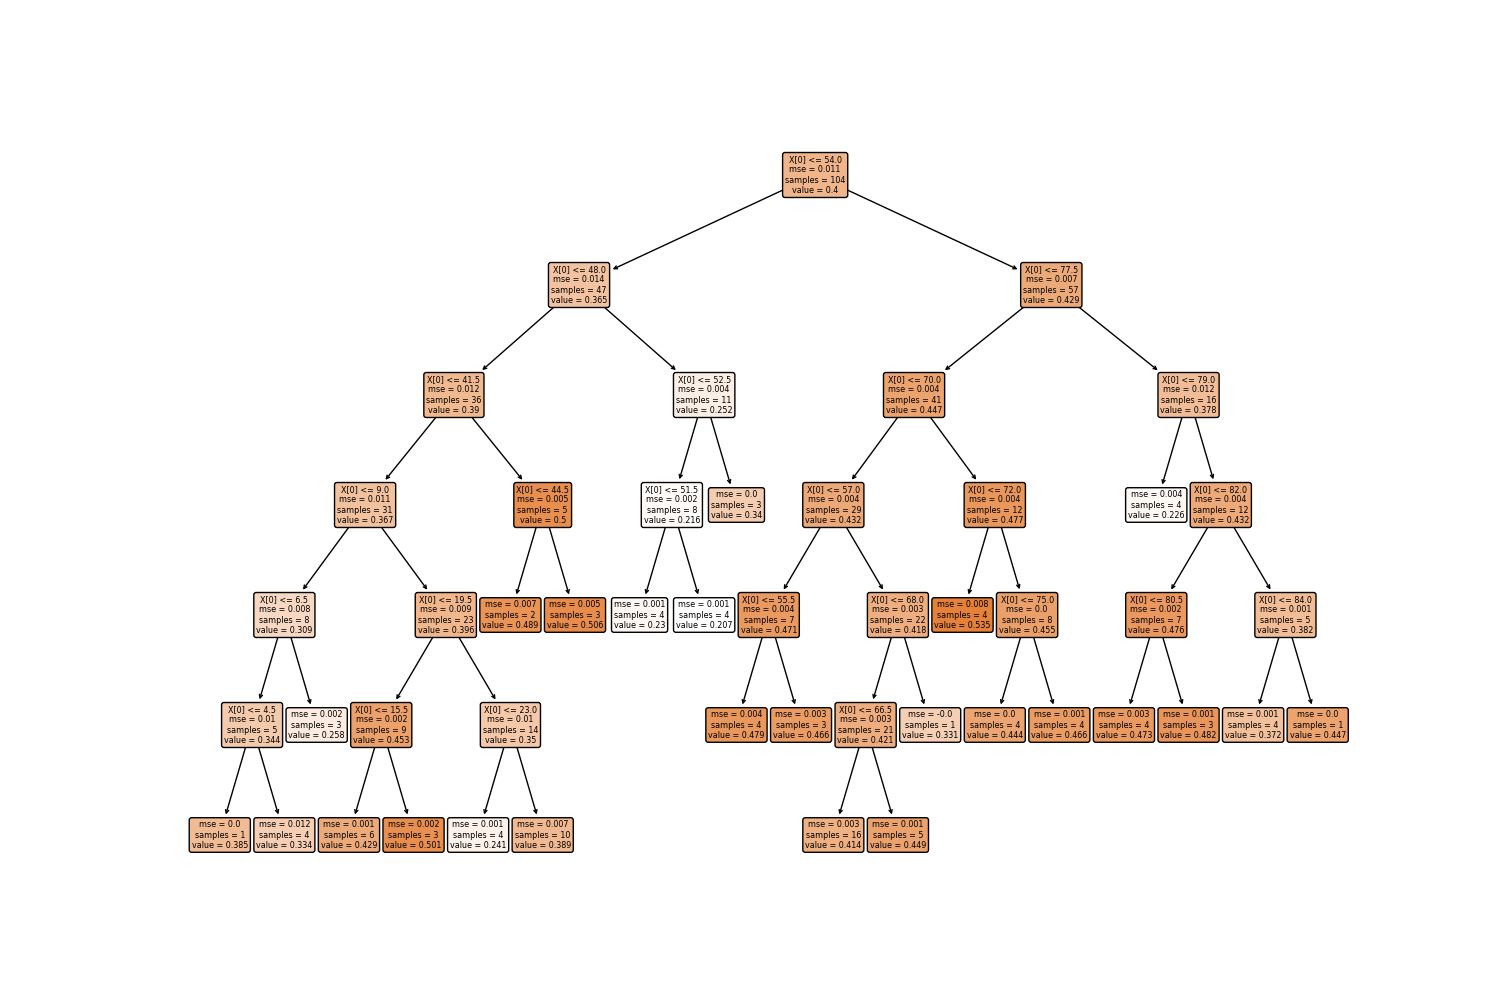 X[0] <= 54.0
mse = 0.011
samples = 104
value = 0.4
X[0] <= 48.0
mse = 0.014
samples = 47
value = 0.365
X[0] <= 77.5
mse = 0.007
samples = 57
value = 0.429
X[0] <= 41.5
mse = 0.012
samples = 36
value = 0.39
X[0] <= 52.5
mse = 0.004
samples = 11
value = 0.252
X[0] <= 70.0
mse = 0.004
samples = 41
value = 0.447
X[0] <= 79.0
mse = 0.012
samples = 16
value = 0.378
X[0] <= 9.0
mse = 0.011
samples = 31
value = 0.367
X[0] <= 44.5
mse = 0.005
samples = 5
value = 0.5
X[0] <= 51.5
mse = 0.002
samples = 8
value = 0.216
mse = 0.0
samples = 3
value = 0.34
X[0] <= 57.0
mse = 0.004
samples = 29
value = 0.432
X[0] <= 72.0
mse = 0.004
samples = 12
value = 0.477
mse = 0.004
samples = 4
value = 0.226
X[0] <= 82.0
mse = 0.004
samples = 12
value = 0.432
X[0] <= 6.5
mse = 0.008
samples = 8
value = 0.309
X[0] <= 19.5
mse = 0.009
samples = 23
value = 0.396
mse = 0.007
samples = 2
value = 0.489
mse = 0.005
samples = 3
value = 0.506
mse = 0.001
samples = 4
value = 0.23
mse = 0.001
samples = 4
value = 0.207
X[0] <= 55.5
mse = 0.004
samples = 7
value = 0.471
X[0] <= 68.0
mse = 0.003
samples = 22
value = 0.418
mse = 0.008
samples = 4
value = 0.535
X[0] <= 75.0
mse = 0.0
samples = 8
value = 0.455
X[0] <= 80.5
mse = 0.002
samples = 7
value = 0.476
X[0] <= 84.0
mse = 0.001
samples = 5
value = 0.382
X[0] <= 4.5
mse = 0.01
samples = 5
value = 0.344
mse = 0.002
samples = 3
value = 0.258
X[0] <= 15.5
mse = 0.002
samples = 9
value = 0.453
X[0] <= 23.0
mse = 0.01
samples = 14
value = 0.35
mse = 0.004
samples = 4
value = 0.479
mse = 0.003
samples = 3
value = 0.466
X[0] <= 66.5
mse = 0.003
samples = 21
value = 0.421
mse = -0.0
samples = 1
value = 0.331
mse = 0.0
samples = 4
value = 0.444
mse = 0.001
samples = 4
value = 0.466
mse = 0.003
samples = 4
value = 0.473
mse = 0.001
samples = 3
value = 0.482
mse = 0.001
samples = 4
value = 0.372
mse = 0.0
samples = 1
value = 0.447
mse = 0.0
samples = 1
value = 0.385
mse = 0.012
samples = 4
value = 0.334
mse = 0.001
samples = 6
value = 0.429
mse = 0.002
samples = 3
value = 0.501
mse = 0.001
samples = 4
value = 0.241
mse = 0.007
samples = 10
value = 0.389
mse = 0.003
samples = 16
value = 0.414
mse = 0.001
samples = 5
value = 0.449